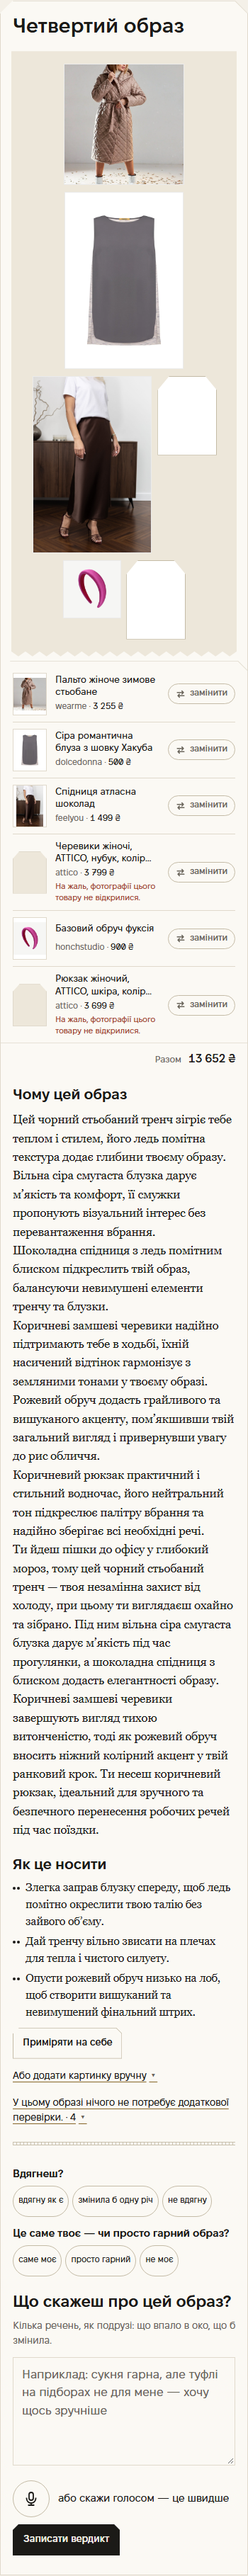 Четвертий образ
Пальто жіноче зимове
стьобане
wearme · 3 255 ₴
замінити
Сіра романтична
блуза з шовку Хакуба
dolcedonna · 500 ₴
замінити
Спідниця атласна
шоколад
feelyou · 1 499 ₴
замінити
Черевики жіночі,
ATTICO, нубук, колір...
attico · 3 799 ₴
На жаль, фотографії цього
товару не відкрилися.
замінити
Базовий обруч фуксія
honchstudio · 900 ₴
замінити
Рюкзак жіночий,
ATTICO, шкіра, колір...
attico · 3 699 ₴
На жаль, фотографії цього
товару не відкрилися.
замінити
Разом 13 652 ₴
Чому цей образ
Цей чорний стьобаний тренч зігріє тебе
теплом і стилем, його ледь помітна
текстура додає глибини твоєму образу.
Вільна сіра смугаста блузка дарує
м’якість та комфорт, її смужки
пропонують візуальний інтерес без
перевантаження вбрання.
Шоколадна спідниця з ледь помітним
блиском підкреслить твій образ,
балансуючи невимушені елементи
тренчу та блузки.
Коричневі замшеві черевики надійно
підтримають тебе в ходьбі, їхній
насичений відтінок гармонізує з
земляними тонами у твоєму образі.
Рожевий обруч додасть грайливого та
вишуканого акценту, пом’якшивши твій
загальний вигляд і привернувши увагу
до рис обличчя.
Коричневий рокзак практичний і
стильний водночас, його нейтральний
тон підкреслює палітру вбрання та
надійно зберігає всі необхідні речі.
Ти йдеш пішки до офісу у глибокий
мороз, тому цей чорний стьобаний
тренч — твоя незамінна захист від
холоду, при цьому ти виглядаєш охайно
та зібрано. Під ним вільна сіра смугаста
блузка дарує м’якість під час
прогулянки, а шоколадна спідниця з
блиском додасть елегантності образу.
Коричневі замшеві черевики
завершують вигляд тихою
витонченістю, тоді як рожевий обруч
вносить ніжний колірний акцент у твій
ранковий крок. Ти несеш коричневий
рюкзак, ідеальний для зручного та
безпечного перенесення робочих речей
під час поїздки.
Як це носити
Злегка заправ блузку спереду, щоб ледь
помітно окреслити твою талію без
зайвого об’єму.
Дай тренчу вільно звисати на плечах
для тепла і чистого силуету.
Опусти рожевий обруч низько на лоб,
щоб створити вишуканий та
невимушений фінальний штрих.
Приміряти на себе
Або додати картинку вручну
У цьому образі нічого не потребує додаткової
перевірки. · 4
Вдягнеш?
вдягну як є
змінила б одну річ
не вдягну
Це саме твоє — чи просто гарний образ?
саме моє
просто гарний
не моє
Що скажеш про цей образ?
Кілька речень, як подрузі: що впало в око, що б
змінила.
Наприклад: сукня гарна, але туфлі
на підборах не для мене — хочу
щось зручніше
або скажи голосом — це швидше
Записати вердикт